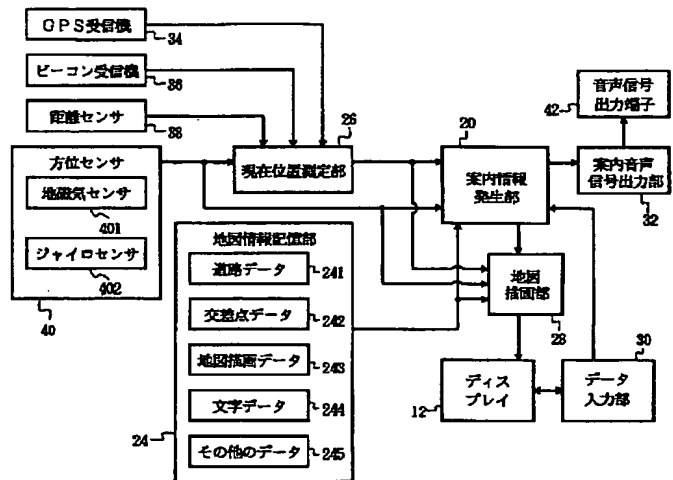 GPS受信機
34
ビーコン受信機
36
距離センサ
38
方位センサ
地磁気センサ
401
ジャイロセンサ
402
40
26
現在位置測定部
地図情報記憶部
道路データ
241
交差点データ
242
地図描画データ
243
文字データ
244
その他のデータ
245
24
20
案内情報
発生部
音声信号
出力端子
42
案内音声
信号出力部
32
地図
描画部
28
ディス
プレイ
12
30
データ
入力部